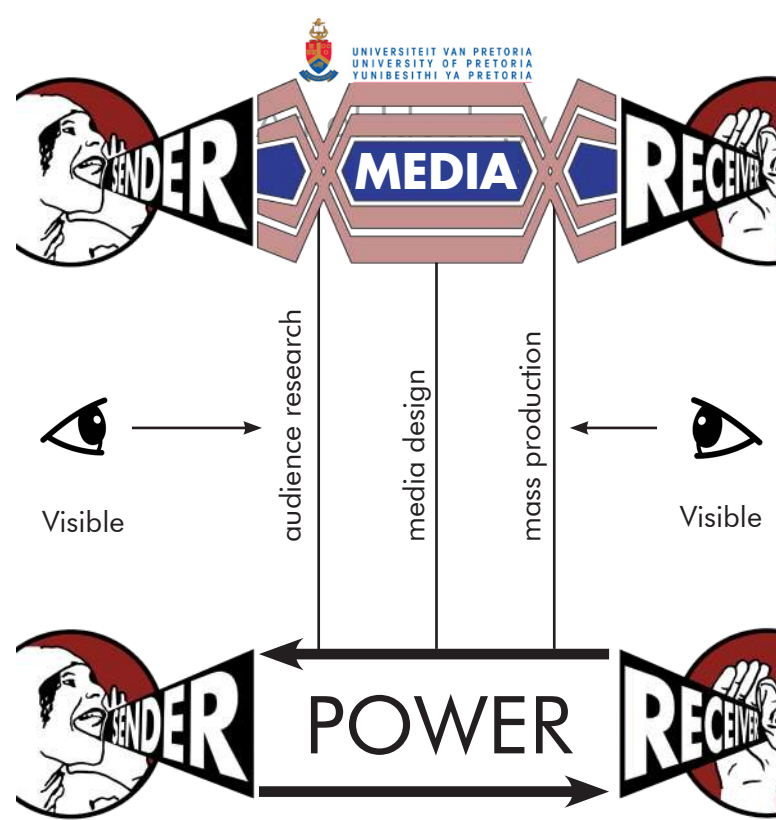 UNIVERSITEIT VAN PRETORIA
UNIVERSITY OF PRETORIA
YUNIBESITHI YA PRETORIA
SENDER
MEDIA
RECEIVER
audience research
media design
mass production
Visible
Visible
SENDER
POWER
RECEIVER